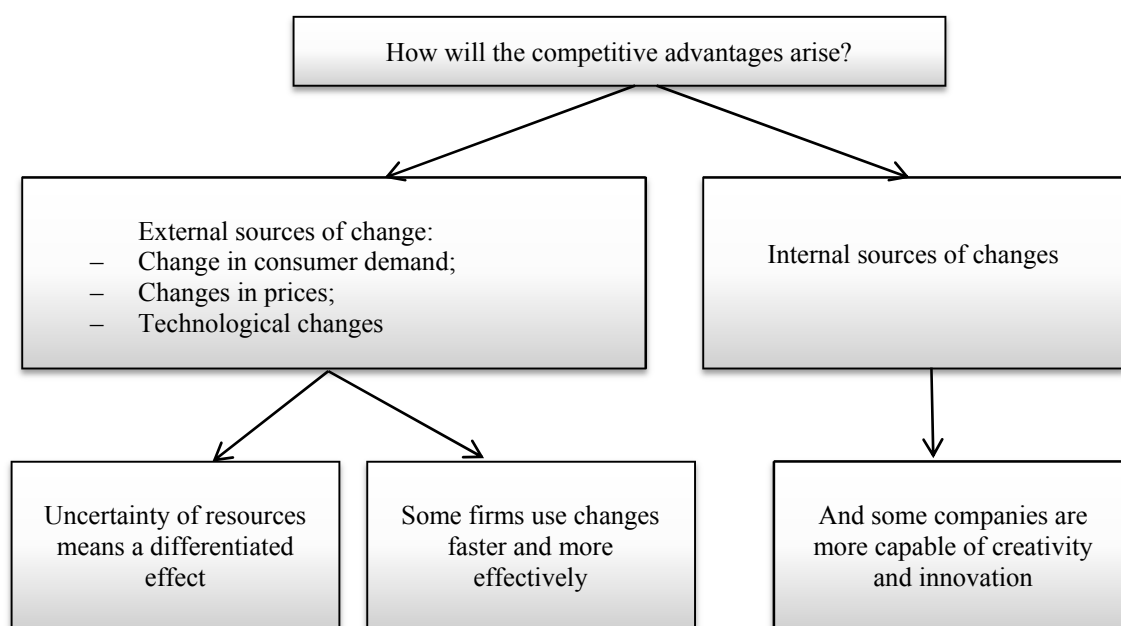 How will the competitive advantages arise?
External sources of change:
– Change in consumer demand;
– Changes in prices;
– Technological changes
Internal sources of changes
Uncertainty of resources
means a differentiated
effect
Some firms use changes
faster and more
effectively
And some companies are
more capable of creativity
and innovation